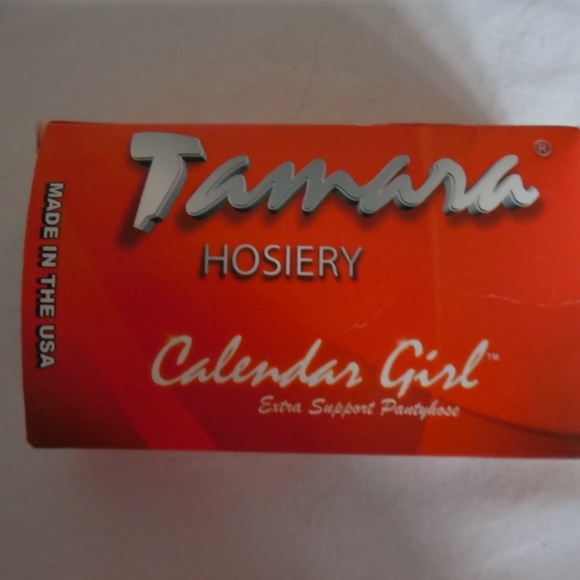 Tamara®
HOSIERY
Calendar Girl™
Extra Support Pantyhose
MADE IN THE USA